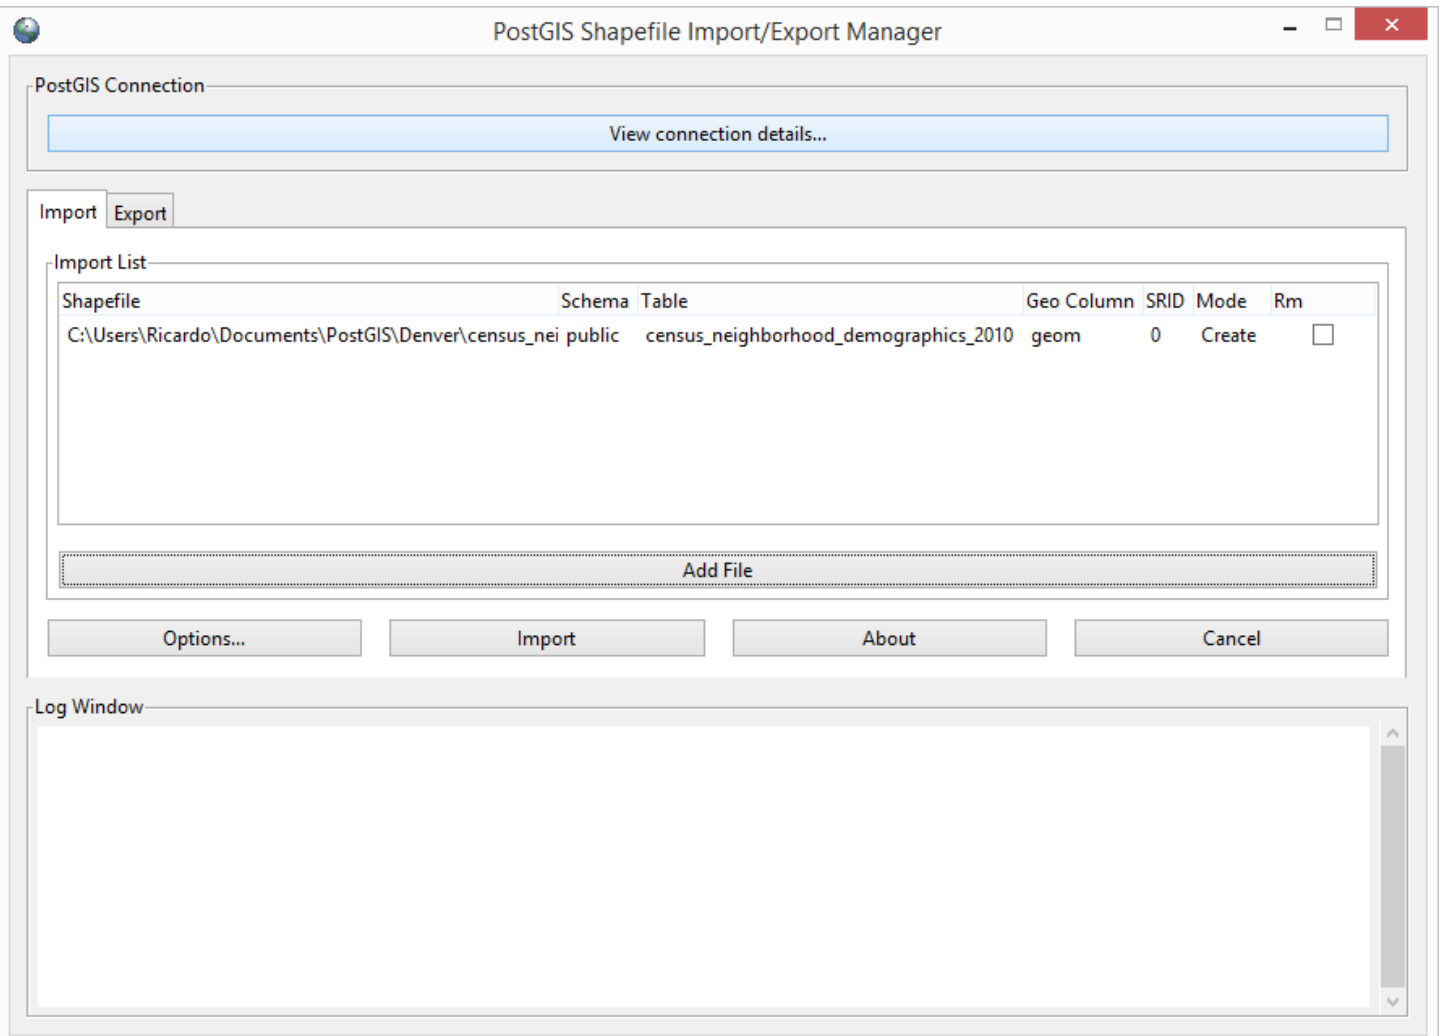 PostGIS Shapefile Import/Export Manager
PostGIS Connection
View connection details...
Import Export
Import List
Shapefile Schema Table Geo Column SRID Mode Rm
C:\Users\Ricardo\Documents\PostGIS\Denver\census_nei public census_neighborhood_demographics_2010 geom 0 Create
Add File
Options... Import About Cancel
Log Window